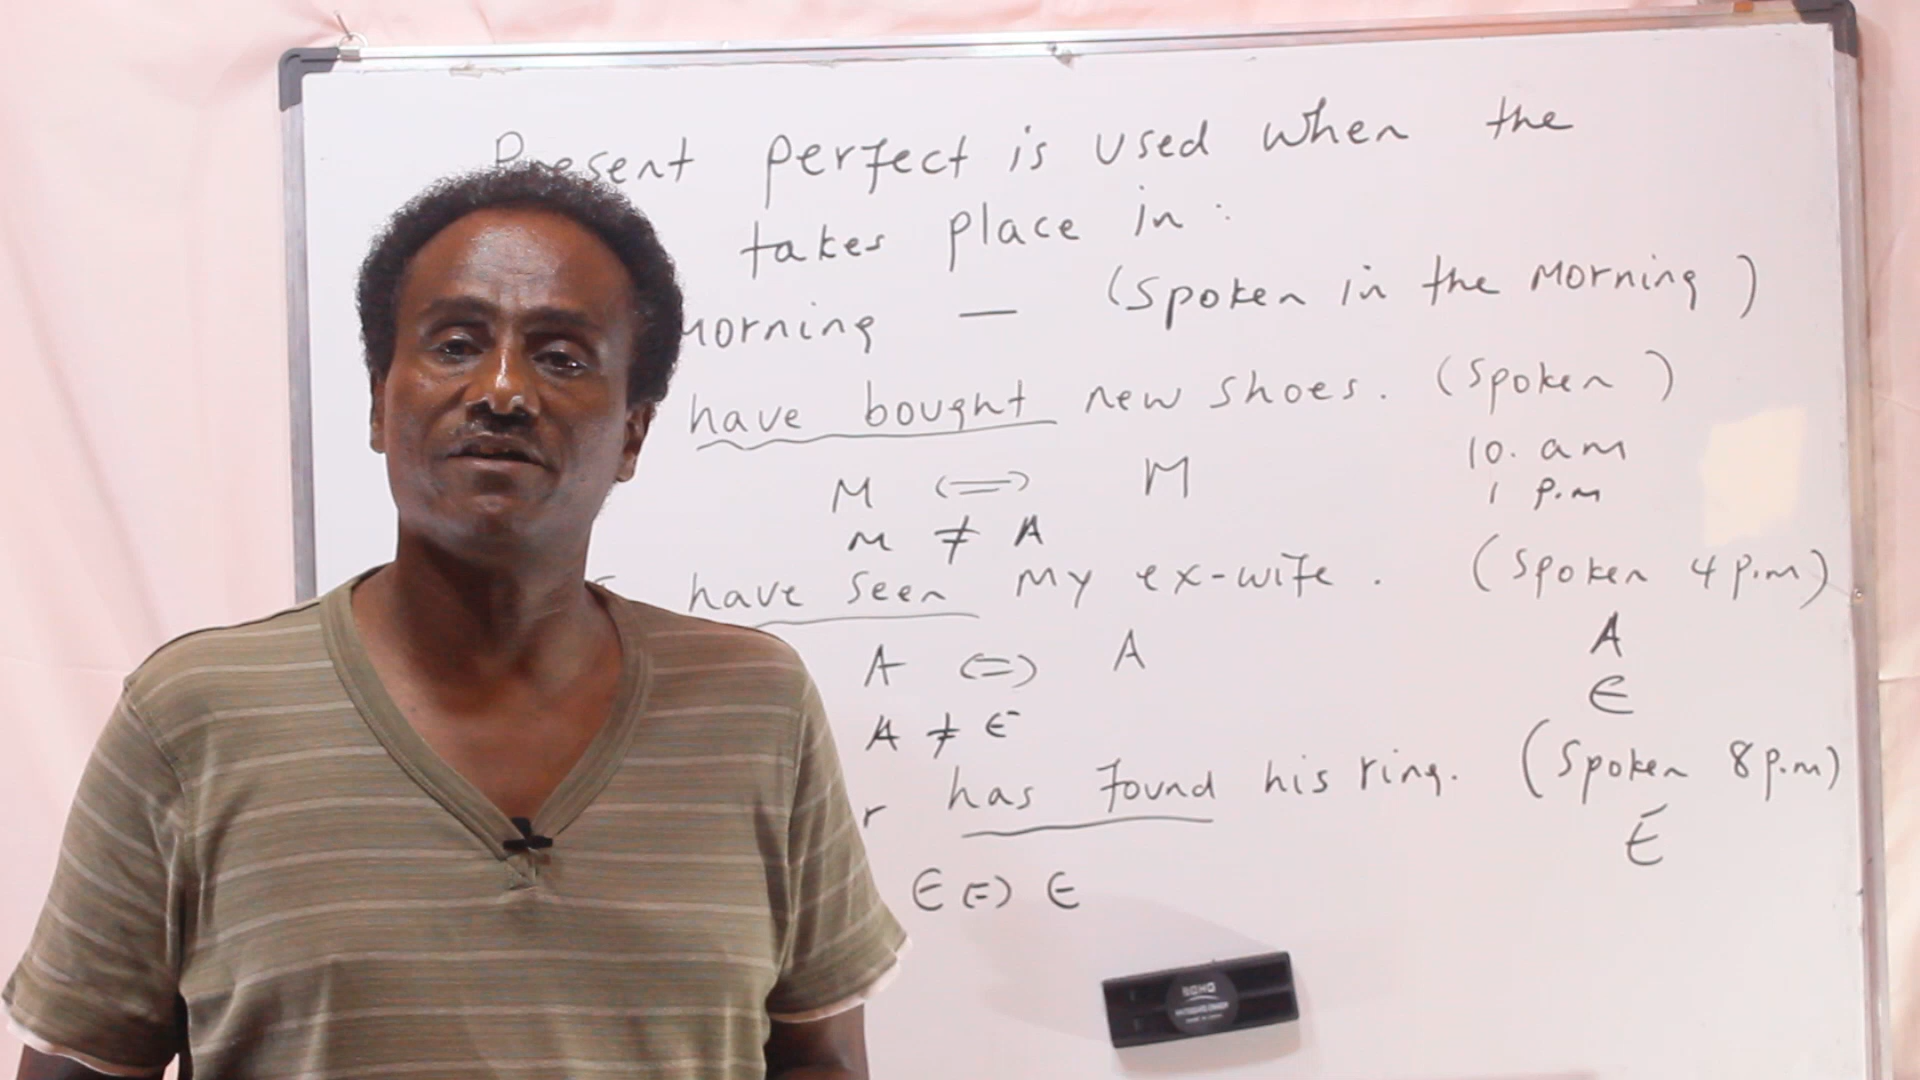 Present perfect is used when the
takes place in :
Morning — (spoken in the morning)
have bought new shoes. (spoken)
10. am
M <=> M
1 p.m
M ≠ A
I have seen my ex-wife. (spoken 4 p.m)
A <=> A
A
E
A ≠ E
r has found his ring. (spoken 8 p.m)
E
E <=> E